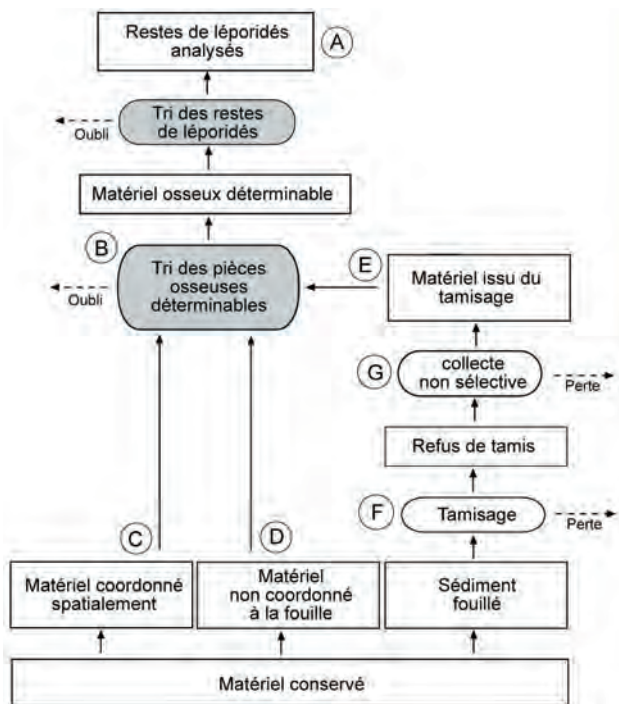 Restes de léporidés
analysés
A
Tri des restes
de léporidés
Oubli
Matériel osseux déterminable
B
Tri des pièces
osseuses
déterminables
Oubli
E
Matériel issu du
tamisage
G
collecte
non sélective
Perte
Refus de tamis
F
Tamisage
Perte
C
D
Matériel coordonné
spatialement
Matériel
non coordonné
à la fouille
Sédiment
fouillé
Matériel conservé